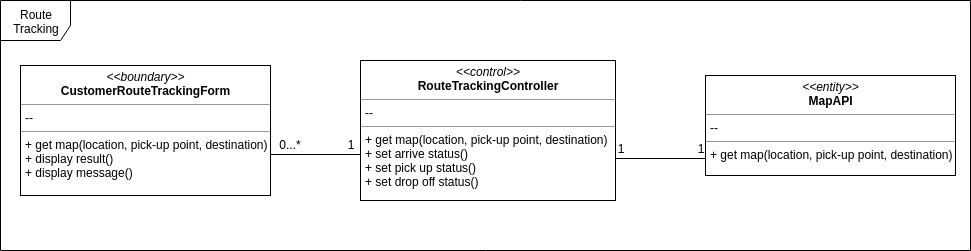 Route
Tracking
<<boundary>>
CustomerRouteTrackingForm
--
+ get map(location, pick-up point, destination)
+ display result()
+ display message()
0...*
1
<<control>>
RouteTrackingController
--
+ get map(location, pick-up point, destination)
+ set arrive status()
+ set pick up status()
+ set drop off status()
1
1
<<entity>>
MapAPI
--
+ get map(location, pick-up point, destination)